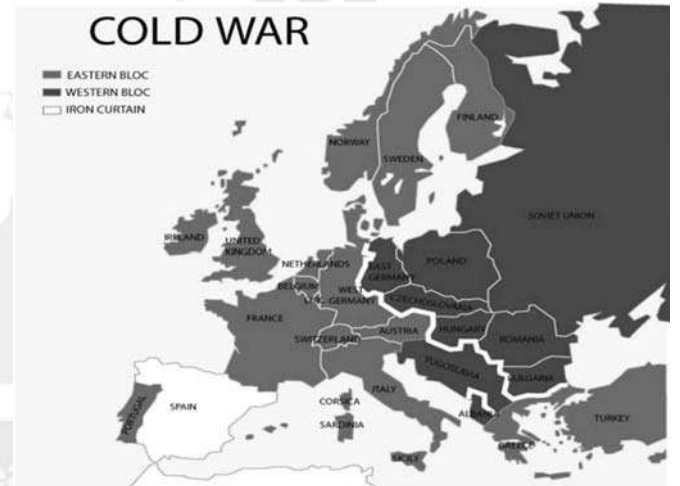 COLD WAR
EASTERN BLOC
WESTERN BLOC
IRON CURTAIN
FINLAND
NORWAY
SWEDEN
SOVIET UNION
IRELAND
UNITED
KINGDOM
NETHERLANDS
EAST
GERMANY
POLAND
BELGIUM
WEST
GERMANY
LUX.
CZECHOSLOVAKIA
FRANCE
AUSTRIA
HUNGARY
SWITZERLAND
ROMANIA
YUGOSLAVIA
BULGARIA
ITALY
PORTUGAL
SPAIN
CORSICA
SARDINIA
ALBANIA
TURKEY
GREECE
SICILY